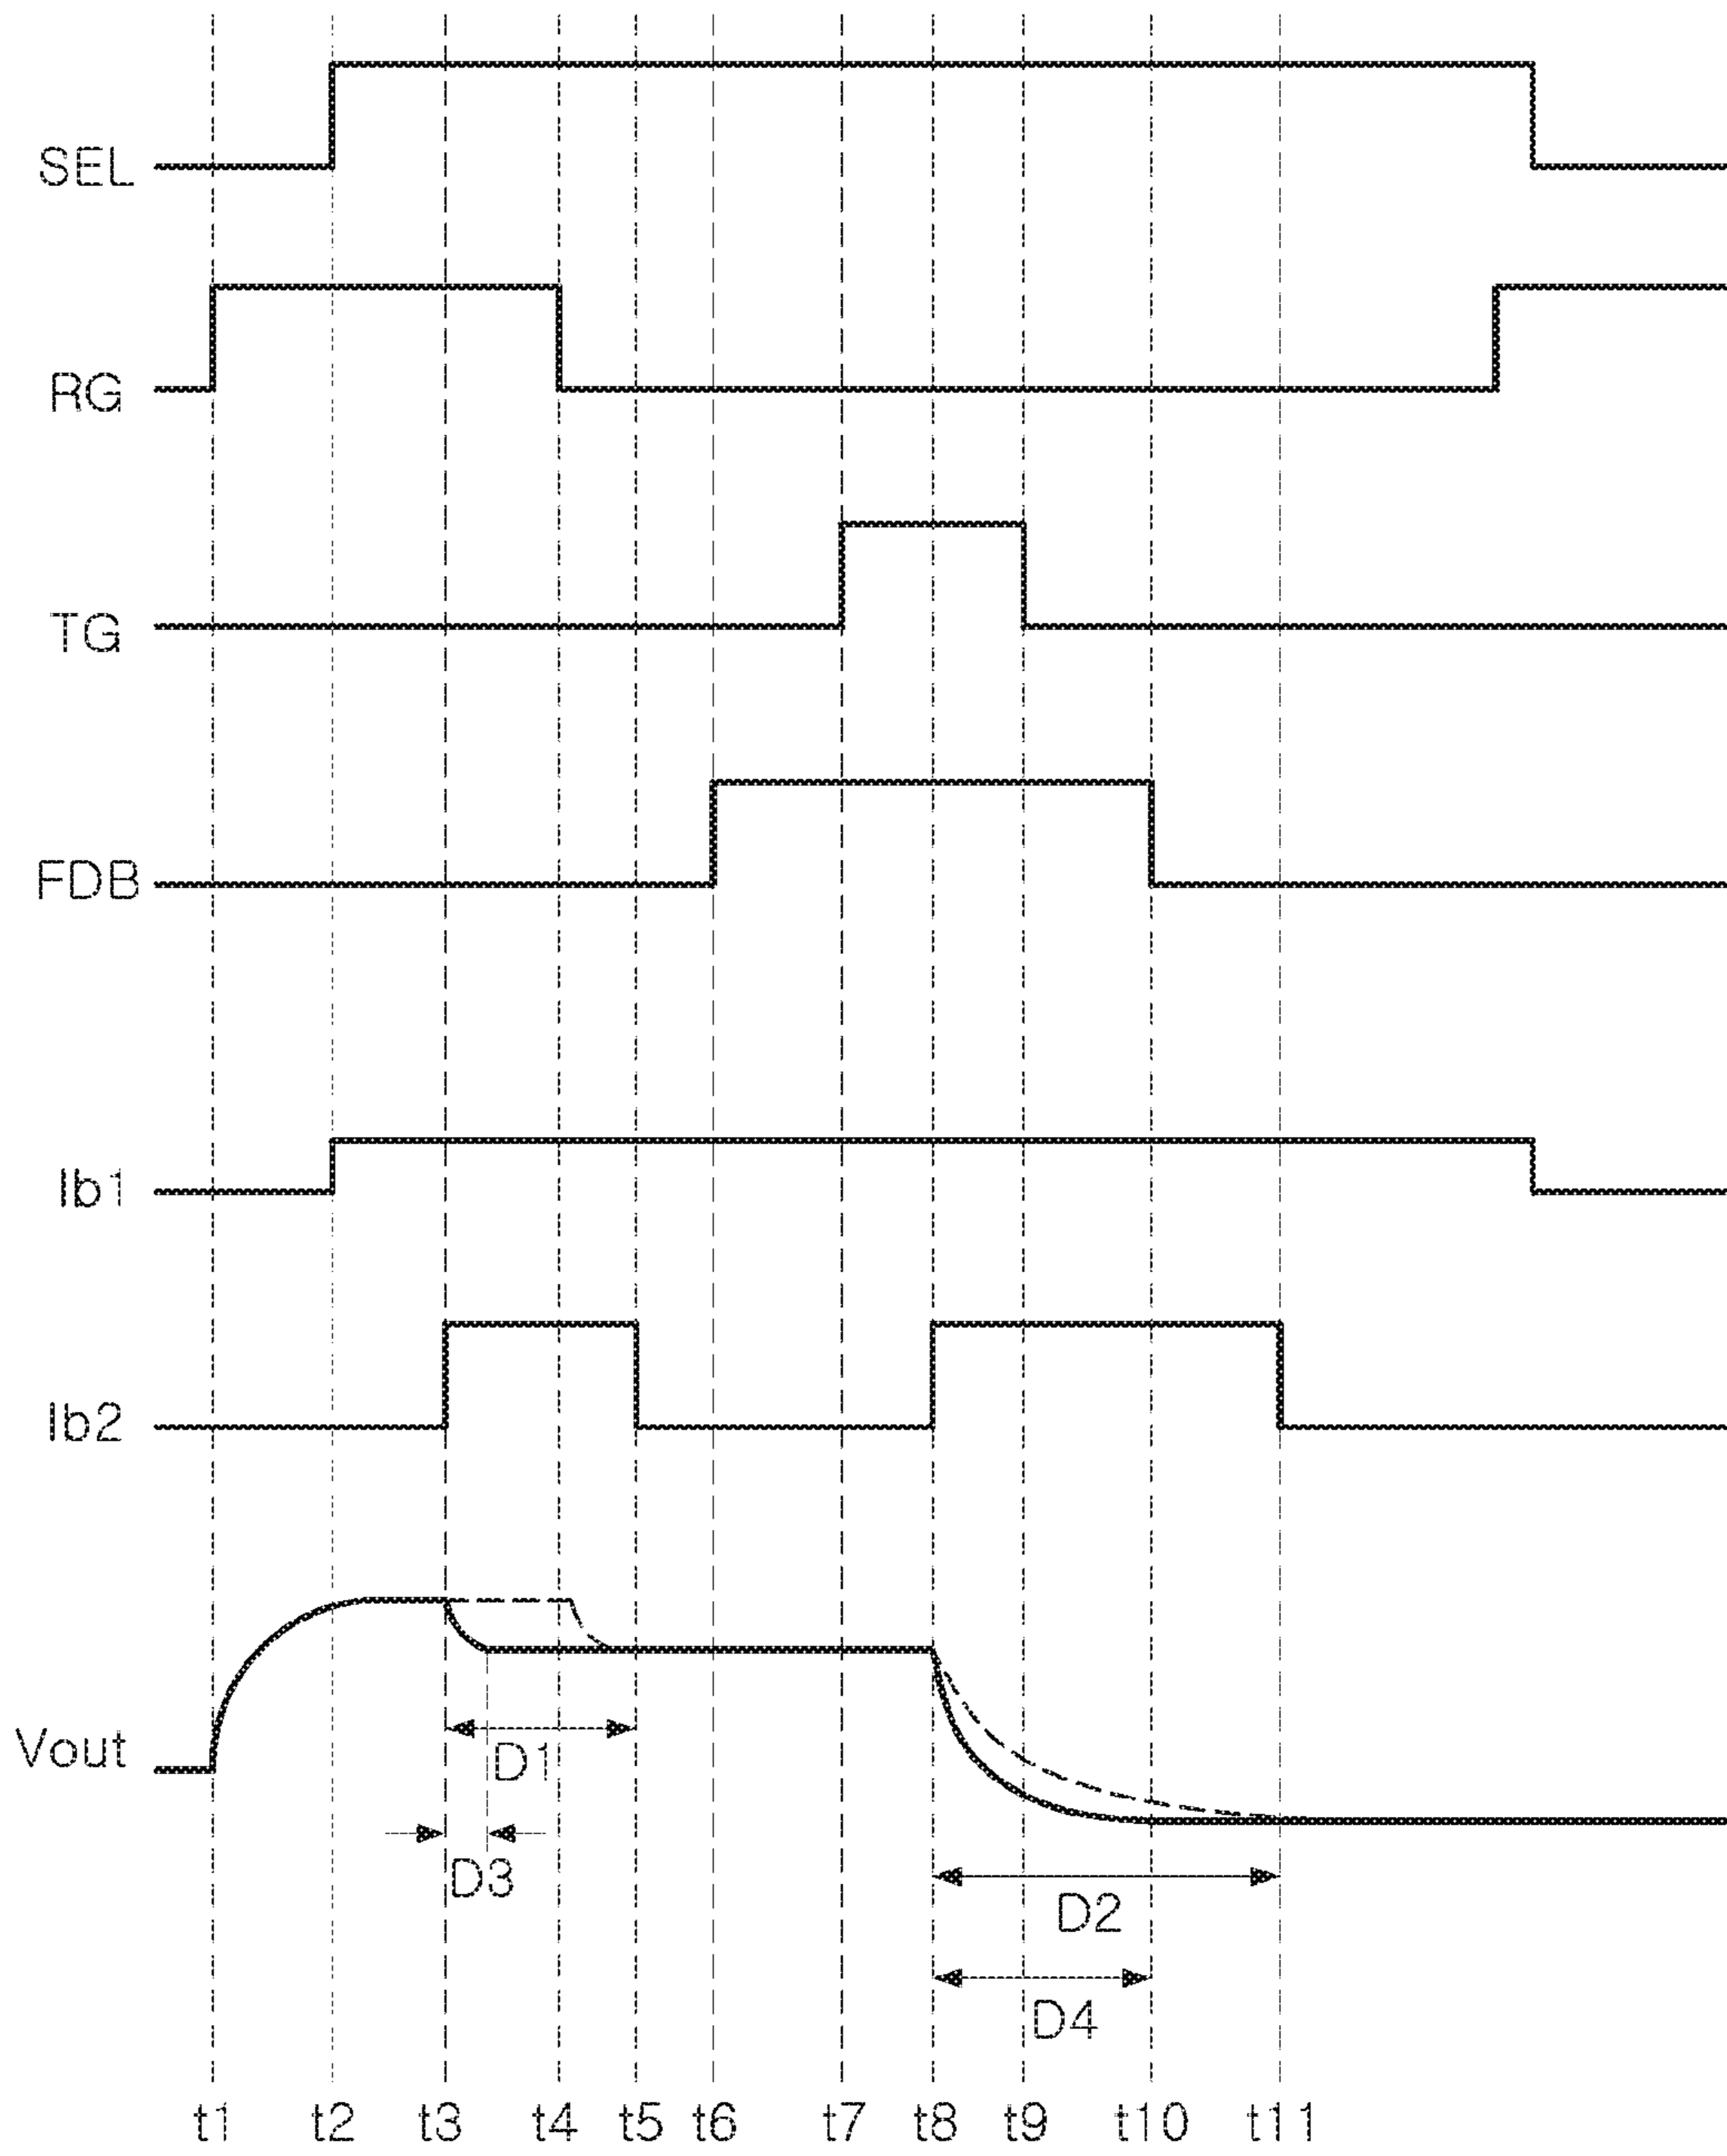 SEL
RG
TG
FDB
Ib1
Ib2
Vout
D1
D3
D2
D4
t1 t2 t3 t4 t5 t6 t7 t8 t9 t10 t11